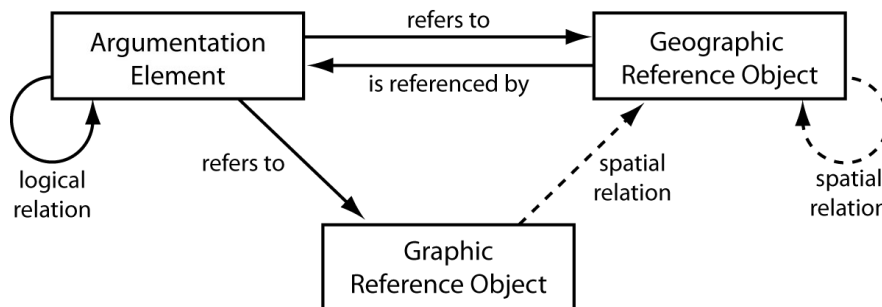 Argumentation
Element
refers to
is referenced by
Geographic
Reference Object
logical
relation
refers to
spatial
relation
spatial
relation
Graphic
Reference Object